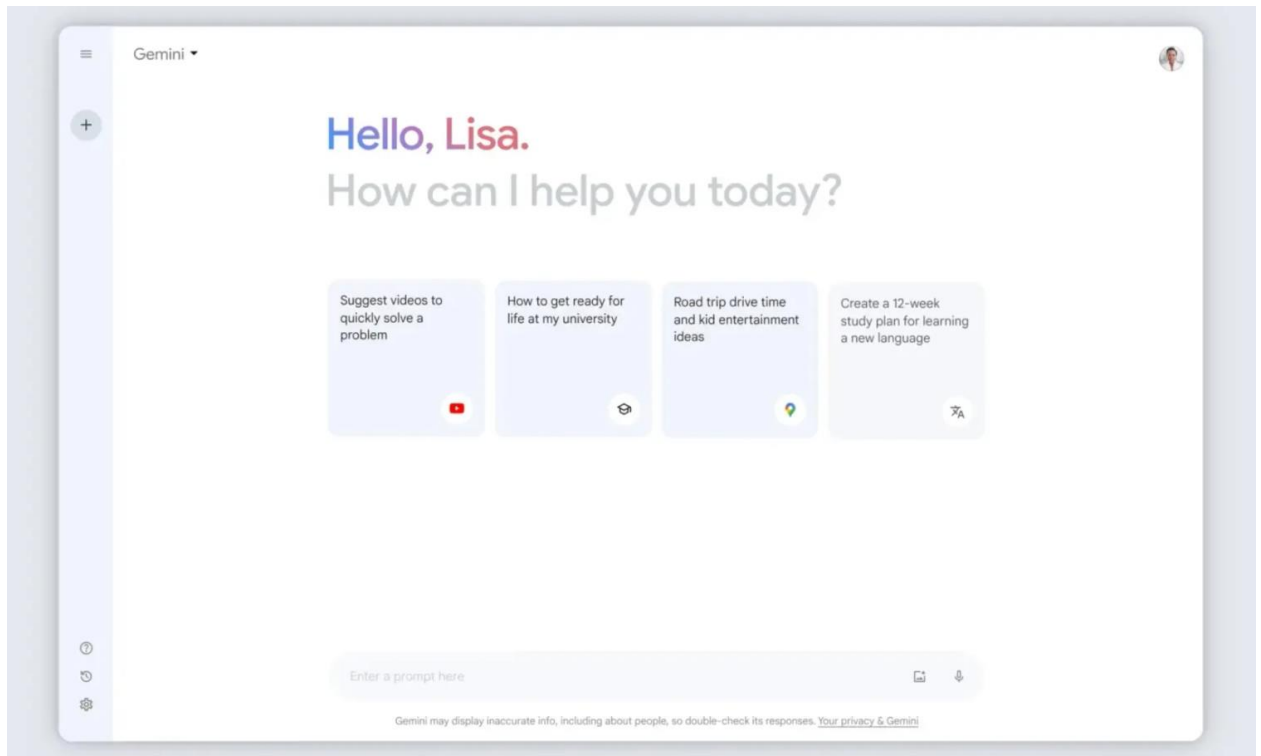 Gemini
Hello, Lisa.
How can I help you today?
Suggest videos to
quickly solve a
problem
How to get ready for
life at my university
Road trip drive time
and kid entertainment
ideas
Create a 12-week
study plan for learning
a new language
文A
Enter a prompt here
Gemini may display inaccurate info, including about people, so double-check its responses. Your privacy & Gemini